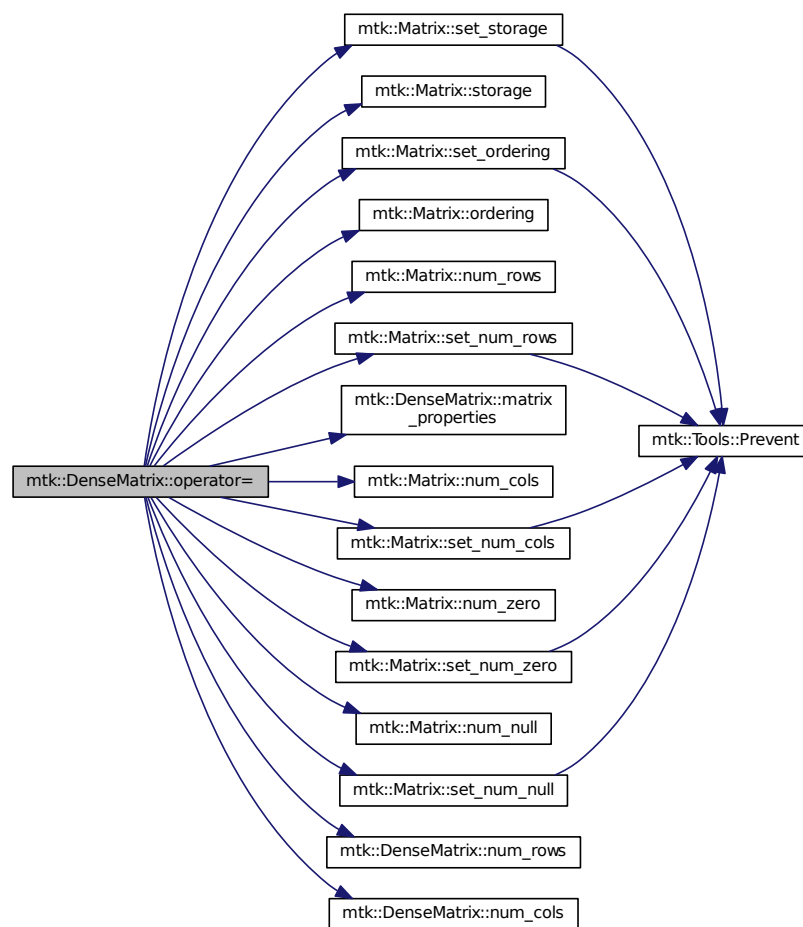 mtk::Matrix::set_storage
mtk::Matrix::storage
mtk::Matrix::set_ordering
mtk::Matrix::ordering
mtk::Matrix::num_rows
mtk::Matrix::set_num_rows
mtk::DenseMatrix::matrix
_properties
mtk::Tools::Prevent
mtk::DenseMatrix::operator=
mtk::Matrix::num_cols
mtk::Matrix::set_num_cols
mtk::Matrix::num_zero
mtk::Matrix::set_num_zero
mtk::Matrix::num_null
mtk::Matrix::set_num_null
mtk::DenseMatrix::num_rows
mtk::DenseMatrix::num_cols